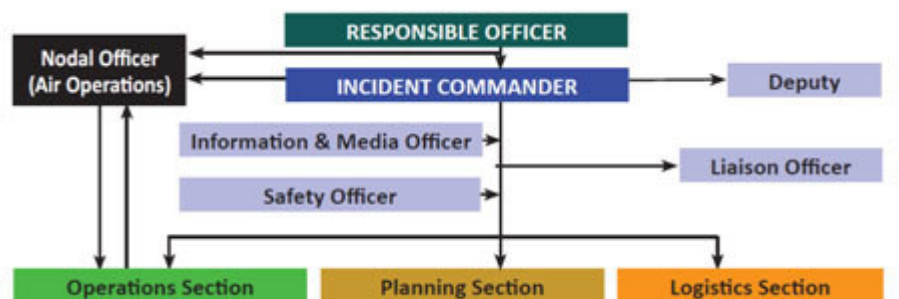 RESPONSIBLE OFFICER
Nodal Officer
(Air Operations)
INCIDENT COMMANDER
Deputy
Information & Media Officer
Liaison Officer
Safety Officer
Operations Section
Planning Section
Logistics Section